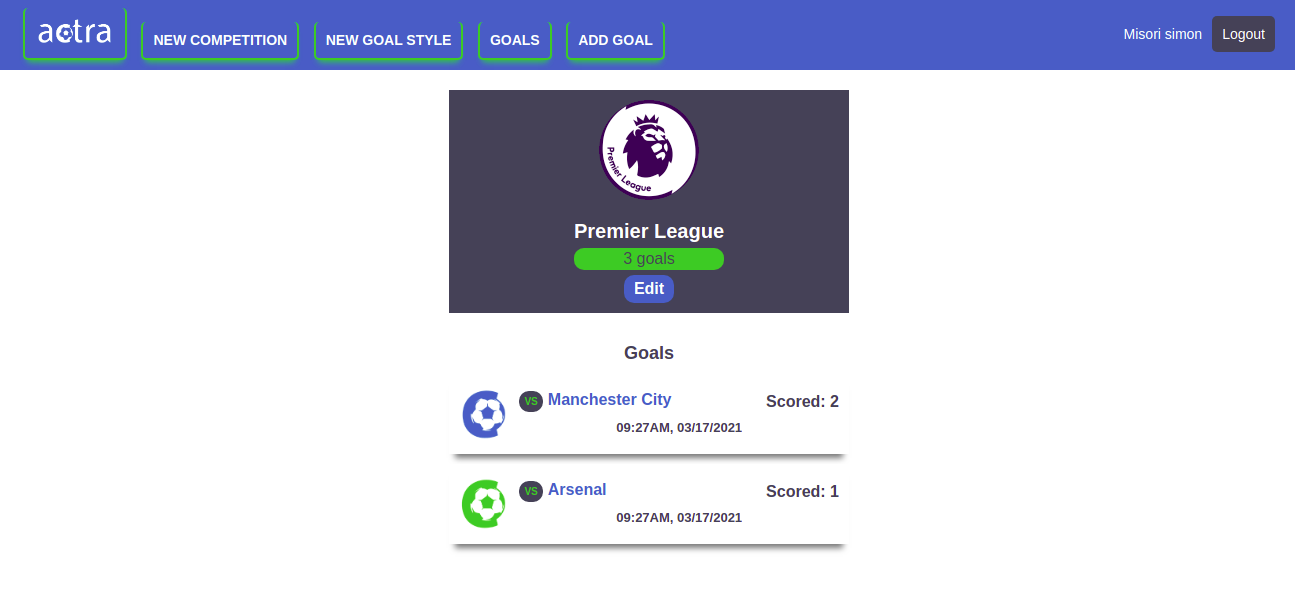 actra
NEW COMPETITION
NEW GOAL STYLE
GOALS
ADD GOAL
Misori simon
Logout
Premier League
Premier League
3 goals
Edit
Goals
VS Manchester City
Scored: 2
09:27AM, 03/17/2021
VS Arsenal
Scored: 1
09:27AM, 03/17/2021